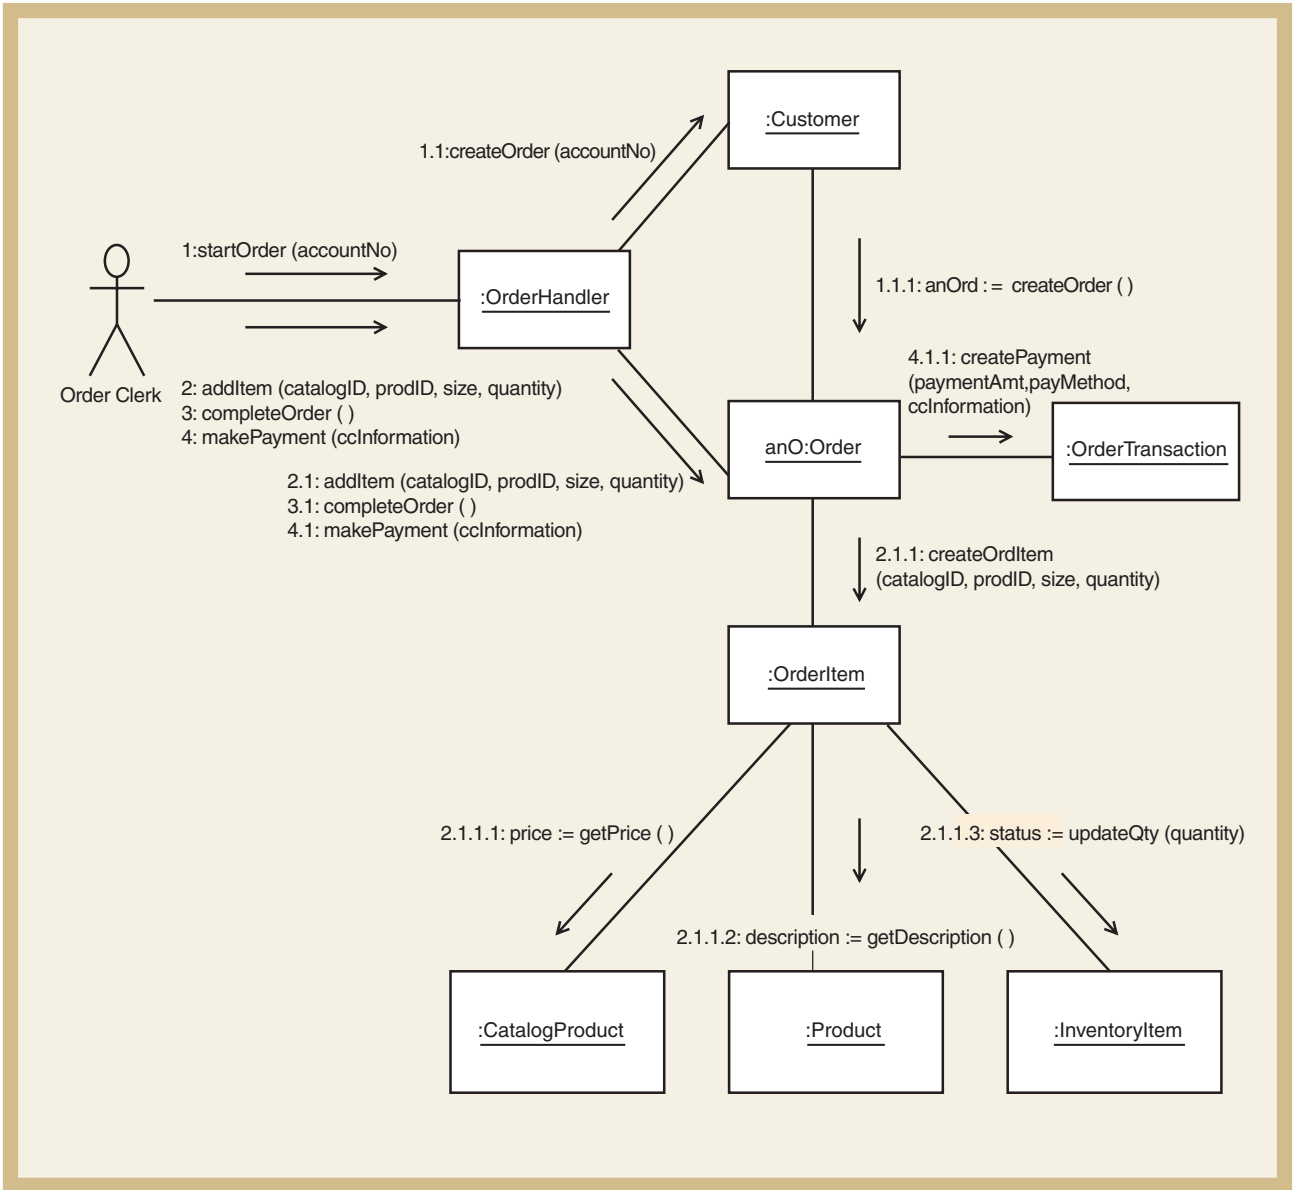 :Customer
1.1:createOrder (accountNo)
1:startOrder (accountNo)
:OrderHandler
1.1.1: anOrd : = createOrder ( )
Order Clerk
2: addItem (catalogID, prodID, size, quantity)
3: completeOrder ( )
4: makePayment (ccInformation)
4.1.1: createPayment
(paymentAmt,payMethod,
ccInformation)
anO:Order
:OrderTransaction
2.1: addItem (catalogID, prodID, size, quantity)
3.1: completeOrder ( )
4.1: makePayment (ccInformation)
2.1.1: createOrdItem
(catalogID, prodID, size, quantity)
:OrderItem
2.1.1.1: price := getPrice ( )
2.1.1.3: status := updateQty (quantity)
2.1.1.2: description := getDescription ( )
:CatalogProduct
:Product
:InventoryItem